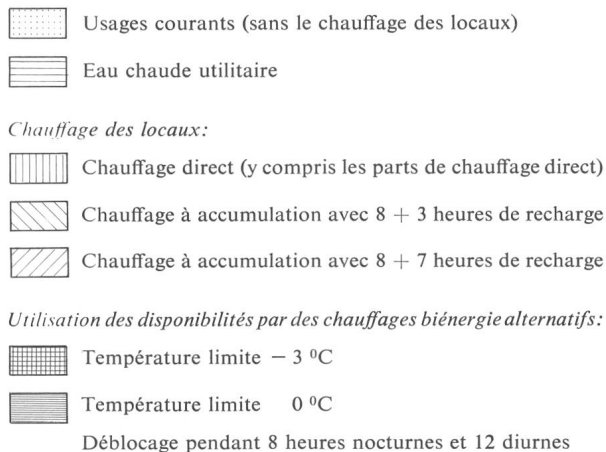 Usages courants (sans le chauffage des locaux)
Eau chaude utilitaire
Chauffage des locaux:
Chauffage direct (y compris les parts de chauffage direct)
Chauffage à accumulation avec 8 + 3 heures de recharge
Chauffage à accumulation avec 8 + 7 heures de recharge
Utilisation des disponibilités par des chauffages biénergie alternatifs:
Température limite − 3 ⁰C
Température limite 0 ⁰C
Déblocage pendant 8 heures nocturnes et 12 diurnes